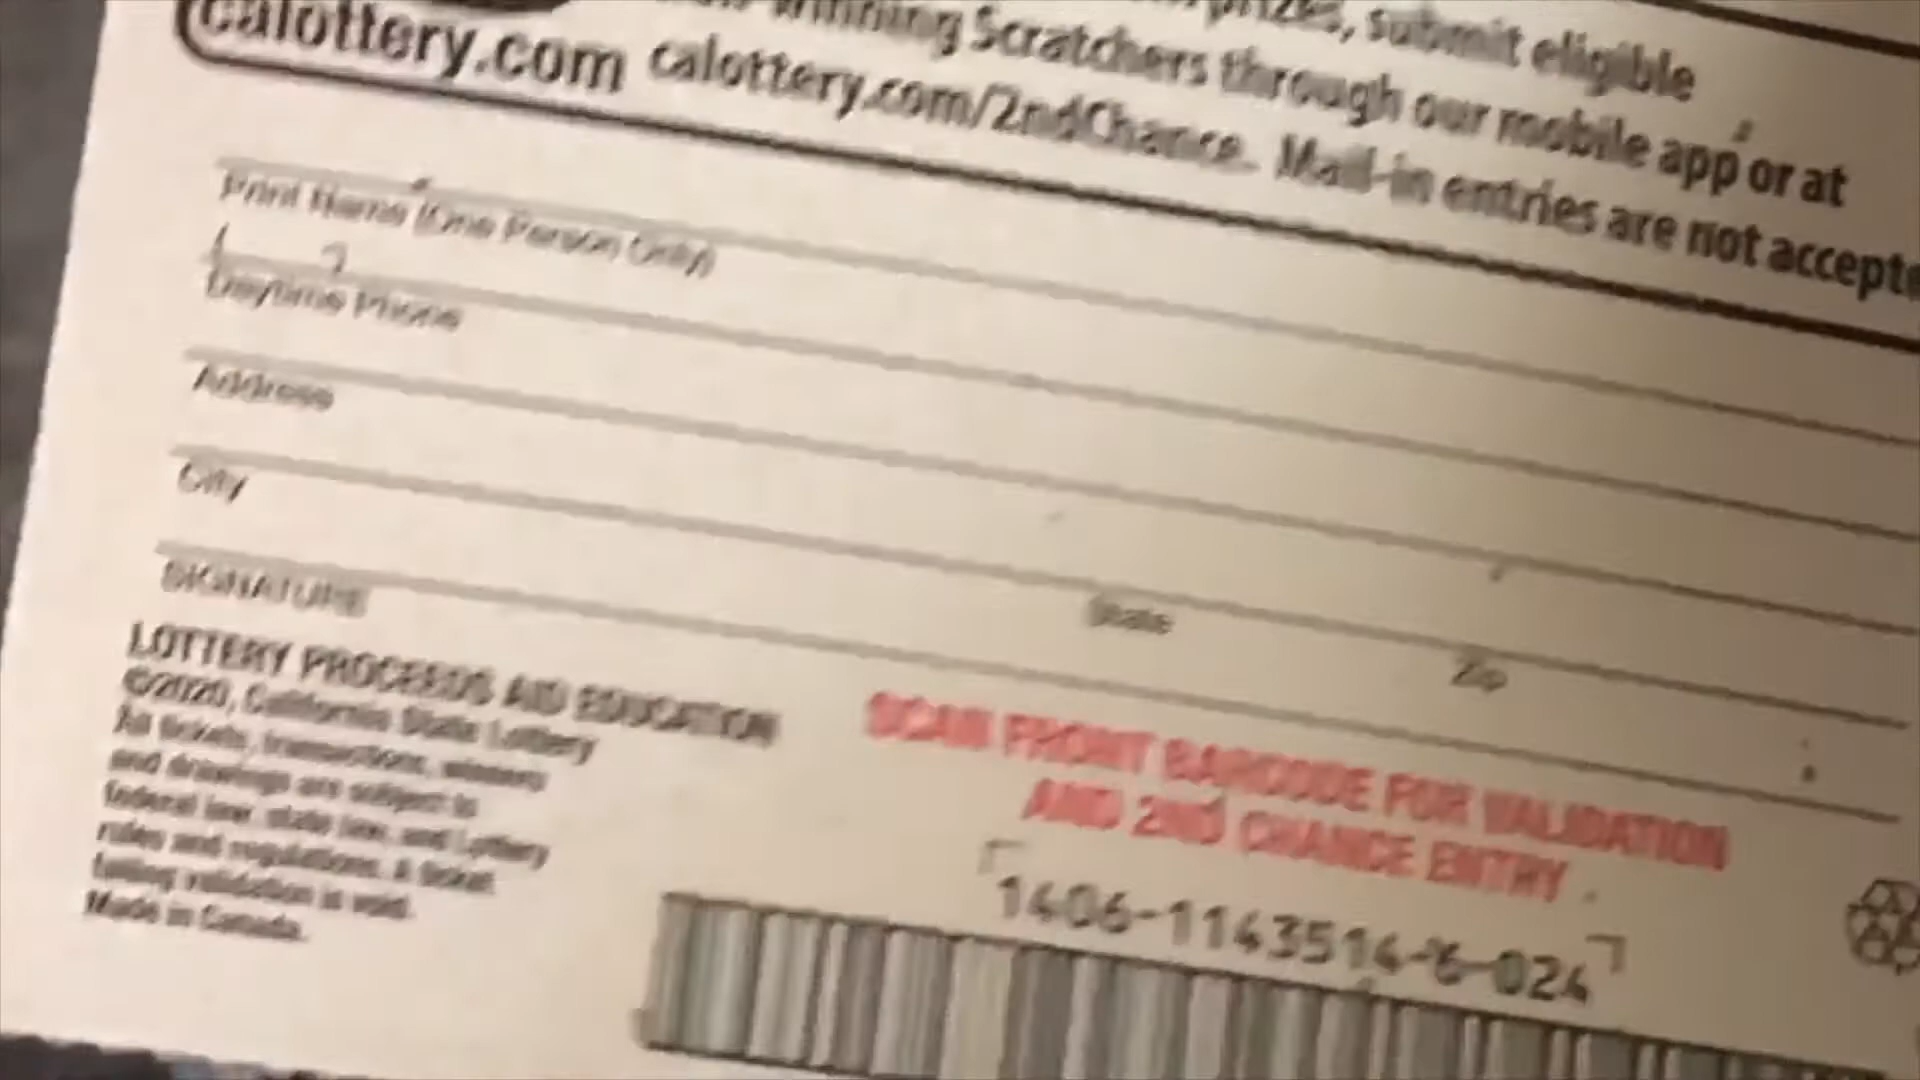 prizes, submit eligible
winning Scratchers through our mobile app or at
calottery.com calottery.com/2ndChance. Mail-in entries are not accepte
Print Name (One Person Only)
Daytime Phone
Address
City State Zip
SIGNATURE
LOTTERY PROCEEDS AID EDUCATION
©2020, California State Lottery
All tickets, transactions, winners
and drawings are subject to
federal law, state law, and Lottery
rules and regulations. A ticket
failing validation is void.
Made in Canada.
SCAN FRONT BARCODE FOR VALIDATION
AND 2ND CHANCE ENTRY
1406-1143514-6-024